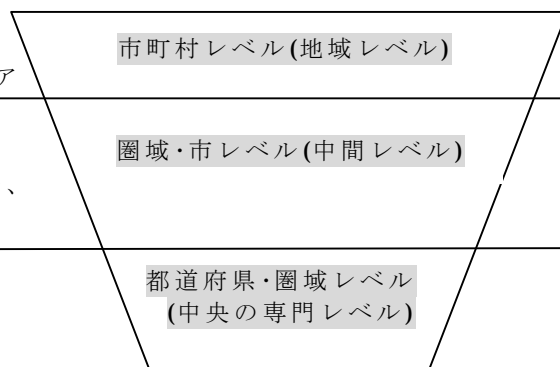 市町村レベル(地域レベル)
ア
圏域・市レベル(中間レベル)
、
都道府県・圏域レベル
(中央の専門レベル)